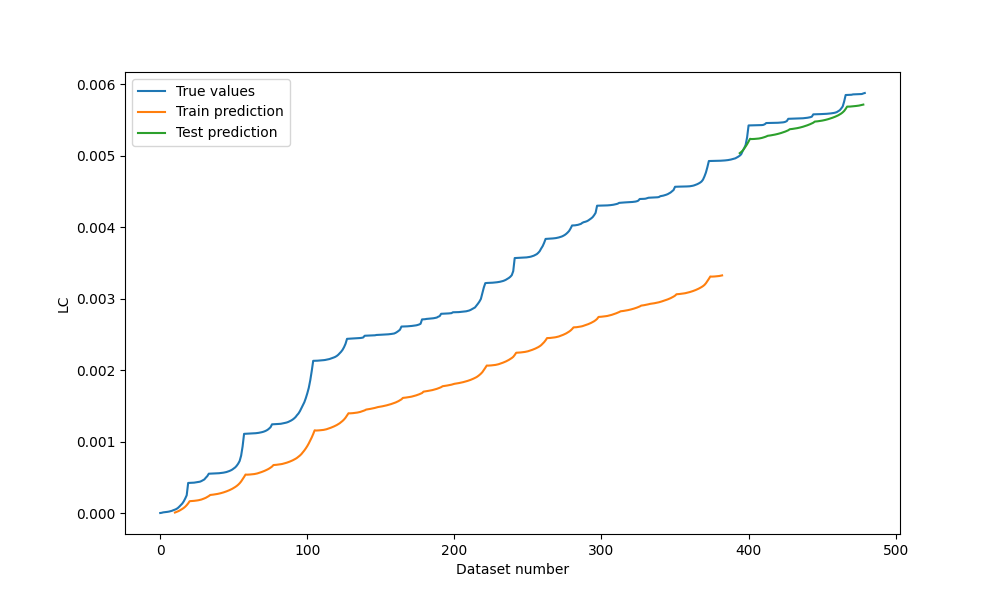 True values
Train prediction
Test prediction
LC
0.006
0.005
0.004
0.003
0.002
0.001
0.000
0 100 200 300 400 500
Dataset number